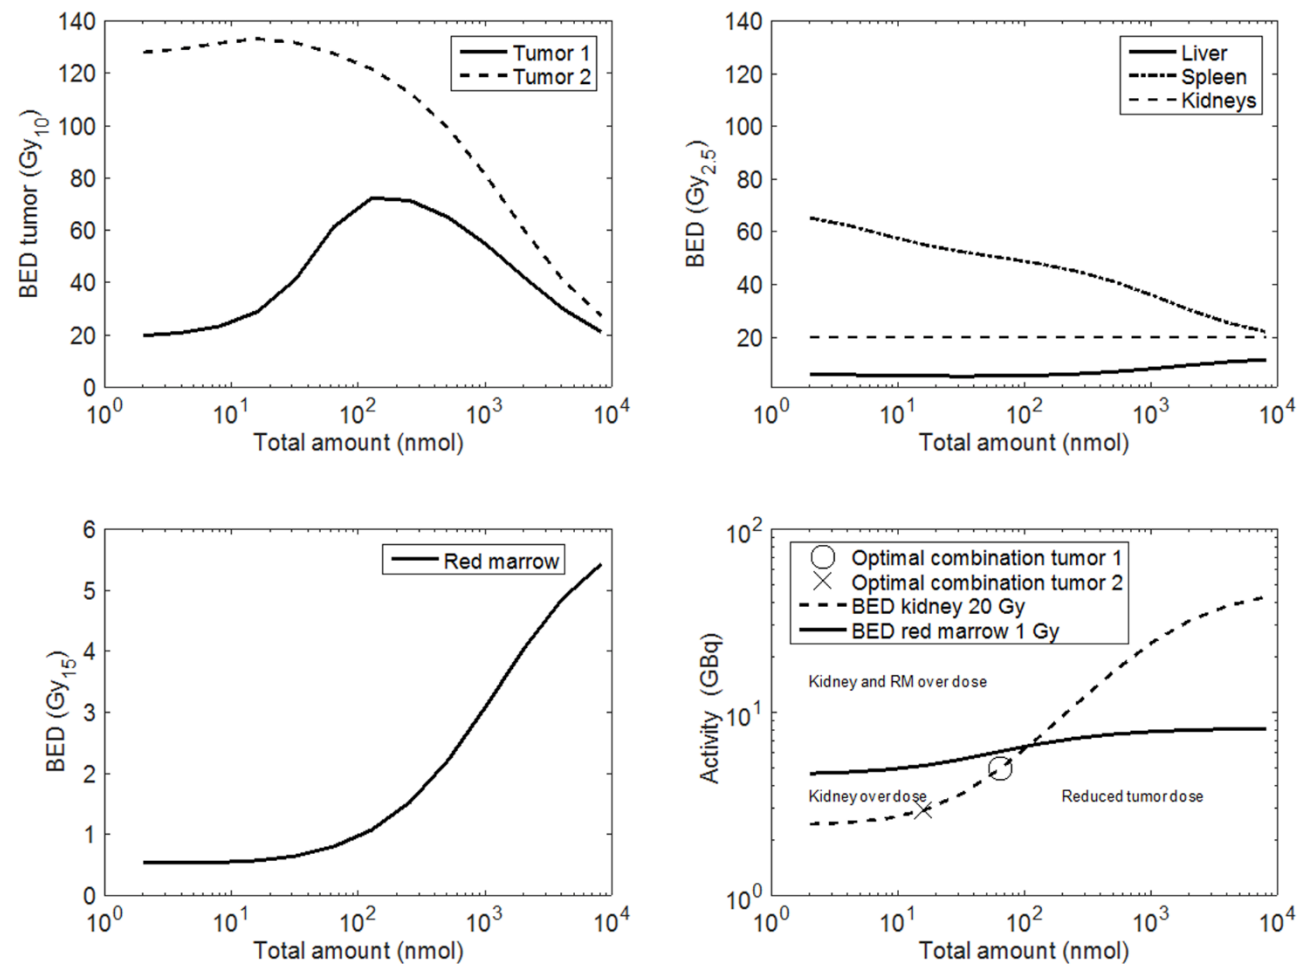 BED tumor (Gy10)
140
120
100
80
60
40
20
0
10^0
10^1
10^2
10^3
10^4
Total amount (nmol)
Tumor 1
Tumor 2
BED (Gy2.5)
140
120
100
80
60
40
20
10^0
10^1
10^2
10^3
10^4
Total amount (nmol)
Liver
Spleen
Kidneys
BED (Gy15)
6
5
4
3
2
1
0
10^0
10^1
10^2
10^3
10^4
Total amount (nmol)
Red marrow
Activity (GBq)
10^2
10^1
10^0
10^0
10^1
10^2
10^3
10^4
Total amount (nmol)
Optimal combination tumor 1
Optimal combination tumor 2
BED kidney 20 Gy
BED red marrow 1 Gy
Kidney and RM over dose
Kidney over dose
Reduced tumor dose